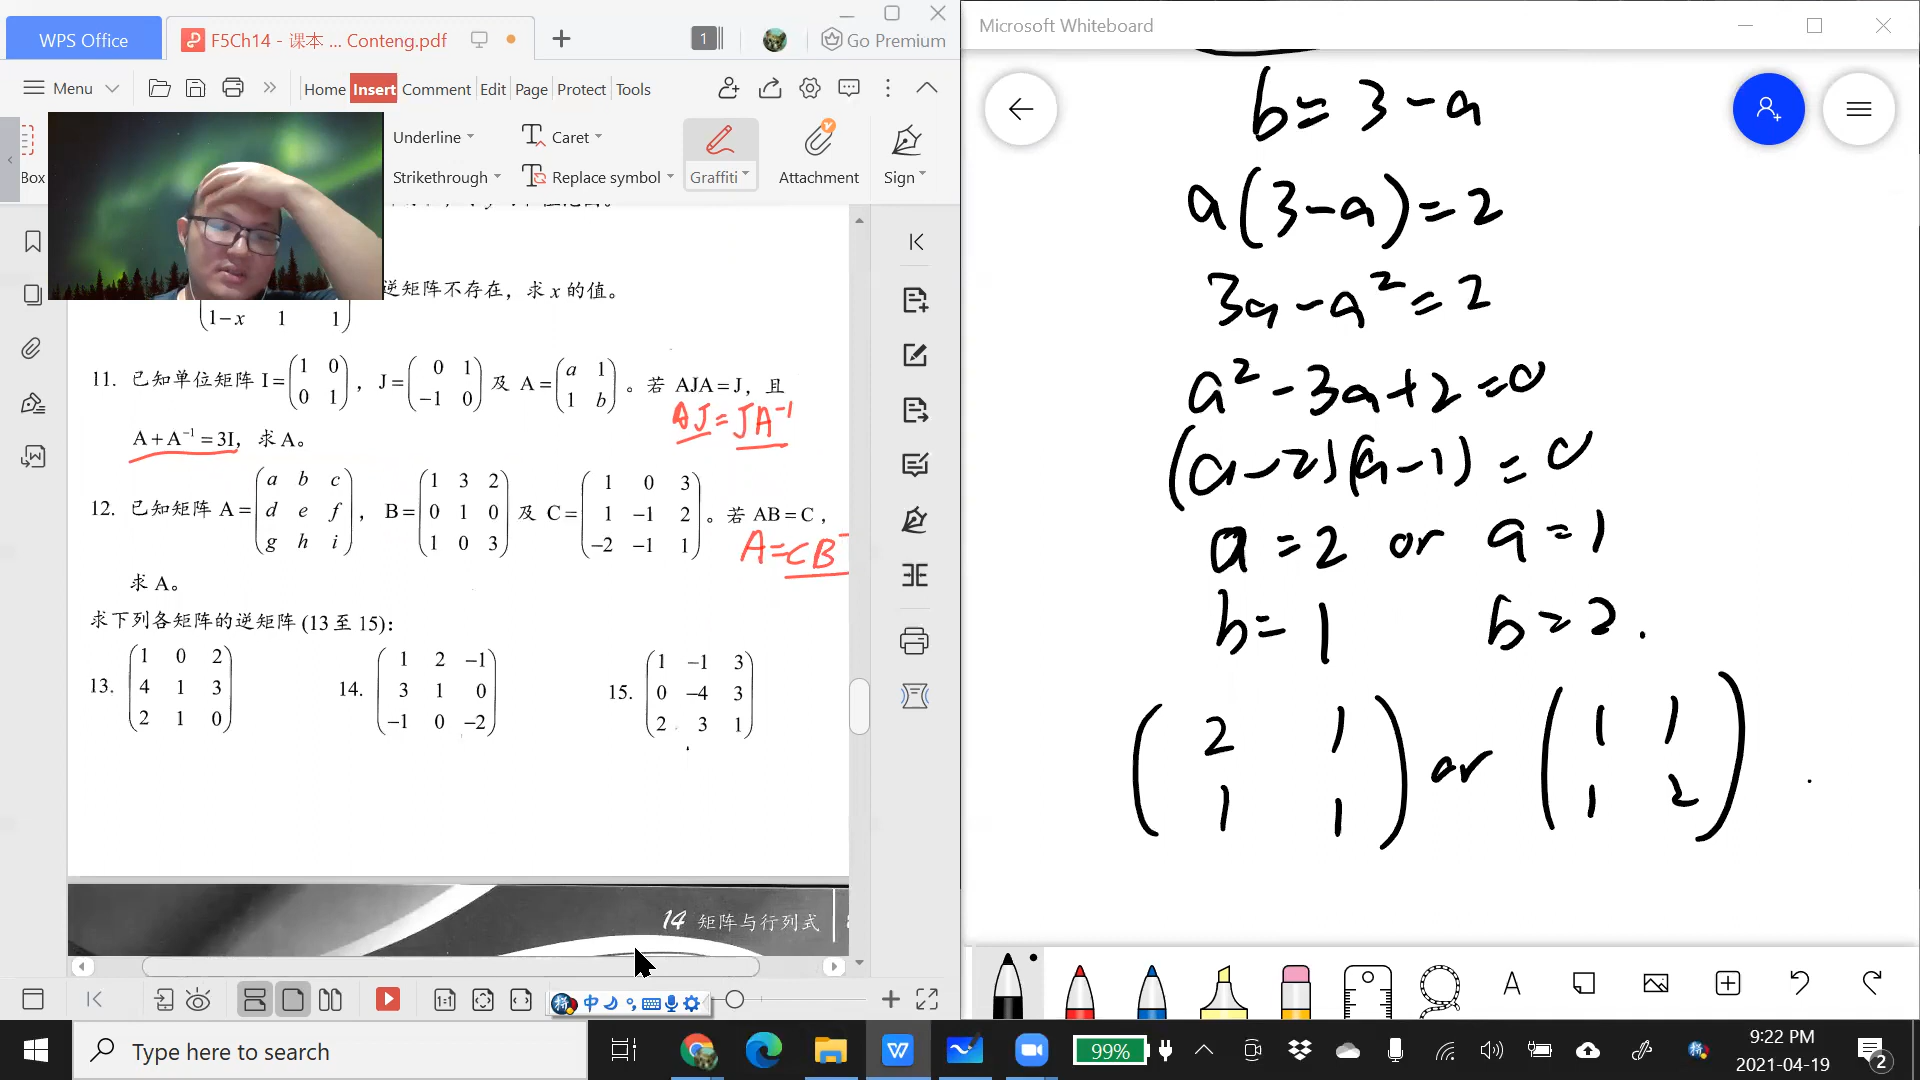 WPS Office
F5Ch14 - 课本 ... Conteng.pdf
1
Go Premium
Menu
Home Insert Comment Edit Page Protect Tools
Box
Underline
Strikethrough
Caret
Replace symbol
Graffiti
Attachment
Sign
逆矩阵不存在，求 x 的值。
1−x 1 1
11. 已知单位矩阵 I = (1 0; 0 1)，J = (0 1; −1 0) 及 A = (a 1; 1 b)。若 AJA = J，且
AJ = JA⁻¹
A + A⁻¹ = 3I，求 A。
12. 已知矩阵 A = (a b c; d e f; g h i)，B = (1 3 2; 0 1 0; 1 0 3) 及 C = (1 0 3; 1 −1 2; −2 −1 1)。若 AB = C，
A = CB⁻
求 A。
求下列各矩阵的逆矩阵 (13 至 15)：
13. (1 0 2; 4 1 3; 2 1 0)
14. (1 2 −1; 3 1 0; −1 0 −2)
15. (1 −1 3; 0 −4 3; 2 3 1)
14 矩阵与行列式
1:1
中
Microsoft Whiteboard
b = 3 − a
a(3 − a) = 2
3a − a² = 2
a² − 3a + 2 = 0
(a − 2)(a − 1) = 0
a = 2 or a = 1
b = 1 b = 2.
(2 1; 1 1) or (1 1; 1 2)
A
Type here to search
99%
9:22 PM
2021-04-19
2